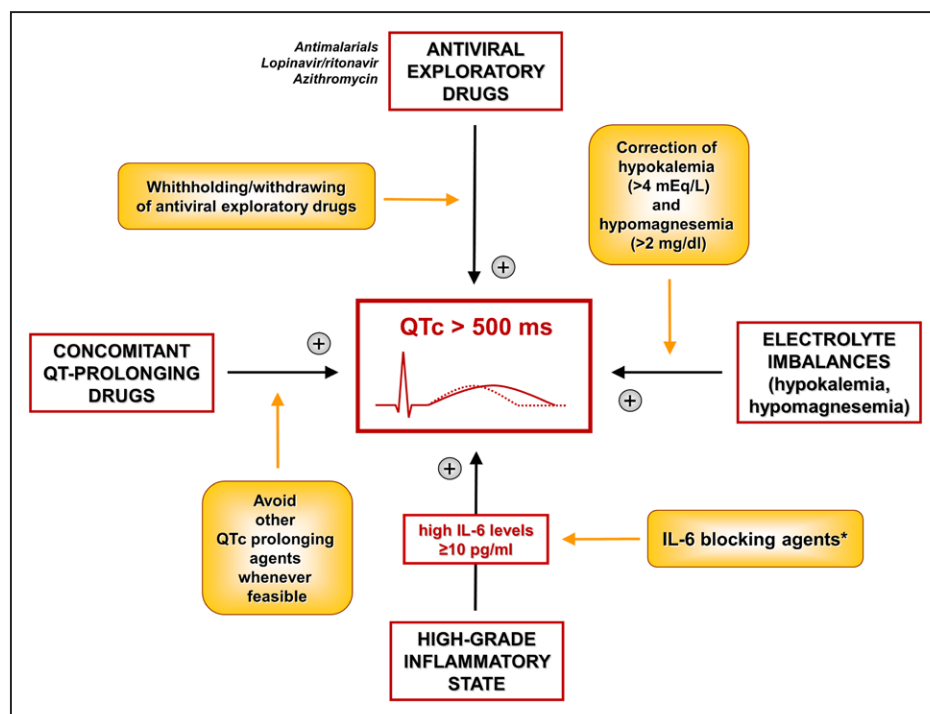 Antimalarials
Lopinavir/ritonavir
Azithromycin
ANTIVIRAL
EXPLORATORY
DRUGS
Whithholding/withdrawing
of antiviral exploratory drugs
Correction of
hypokalemia
(>4 mEq/L)
and
hypomagnesemia
(>2 mg/dl)
+
QTc > 500 ms
CONCOMITANT
QT-PROLONGING
DRUGS
+
ELECTROLYTE
IMBALANCES
(hypokalemia,
hypomagnesemia)
+
+
Avoid
other
QTc prolonging
agents
whenever
feasible
high IL-6 levels
≥10 pg/ml
IL-6 blocking agents*
HIGH-GRADE
INFLAMMATORY
STATE